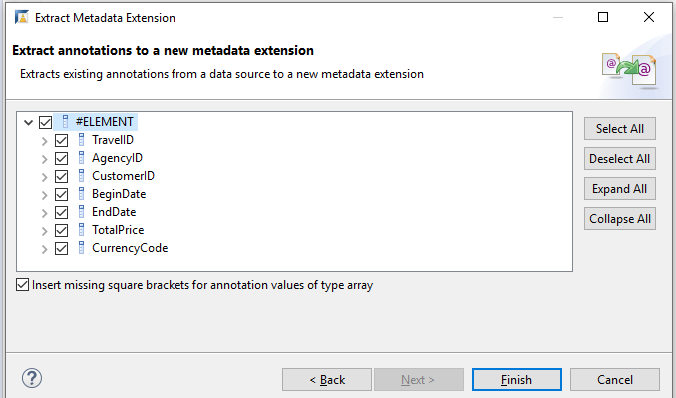 Extract Metadata Extension
Extract annotations to a new metadata extension
Extracts existing annotations from a data source to a new metadata extension
#ELEMENT
TravelID
AgencyID
CustomerID
BeginDate
EndDate
TotalPrice
CurrencyCode
Select All
Deselect All
Expand All
Collapse All
Insert missing square brackets for annotation values of type array
< Back
Next >
Finish
Cancel